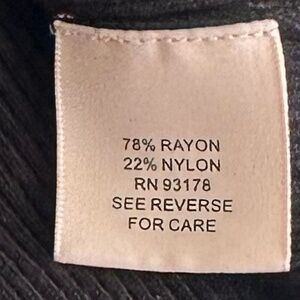 78% RAYON
22% NYLON
RN 93178
SEE REVERSE
FOR CARE